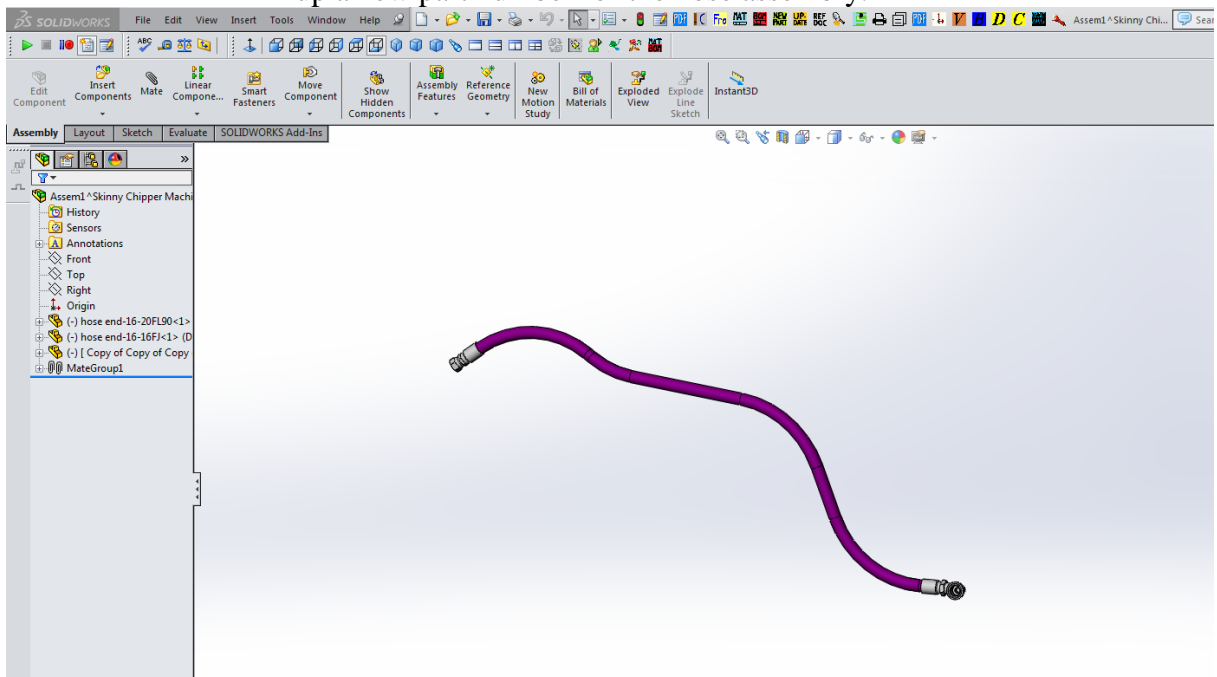 SOLIDWORKS File Edit View Insert Tools Window Help Assem1^Skinny Chi... Sear
Edit Component
Insert Components
Mate
Linear Compone...
Smart Fasteners
Move Component
Show Hidden Components
Assembly Features
Reference Geometry
New Motion Study
Bill of Materials
Exploded View
Explode Line Sketch
Instant3D
Assembly Layout Sketch Evaluate SOLIDWORKS Add-Ins
Assem1^Skinny Chipper Machi
History
Sensors
Annotations
Front
Top
Right
Origin
(-) hose end-16-20FL90<1>
(-) hose end-16-16FJ<1> (D
(-) [ Copy of Copy of Copy
MateGroup1